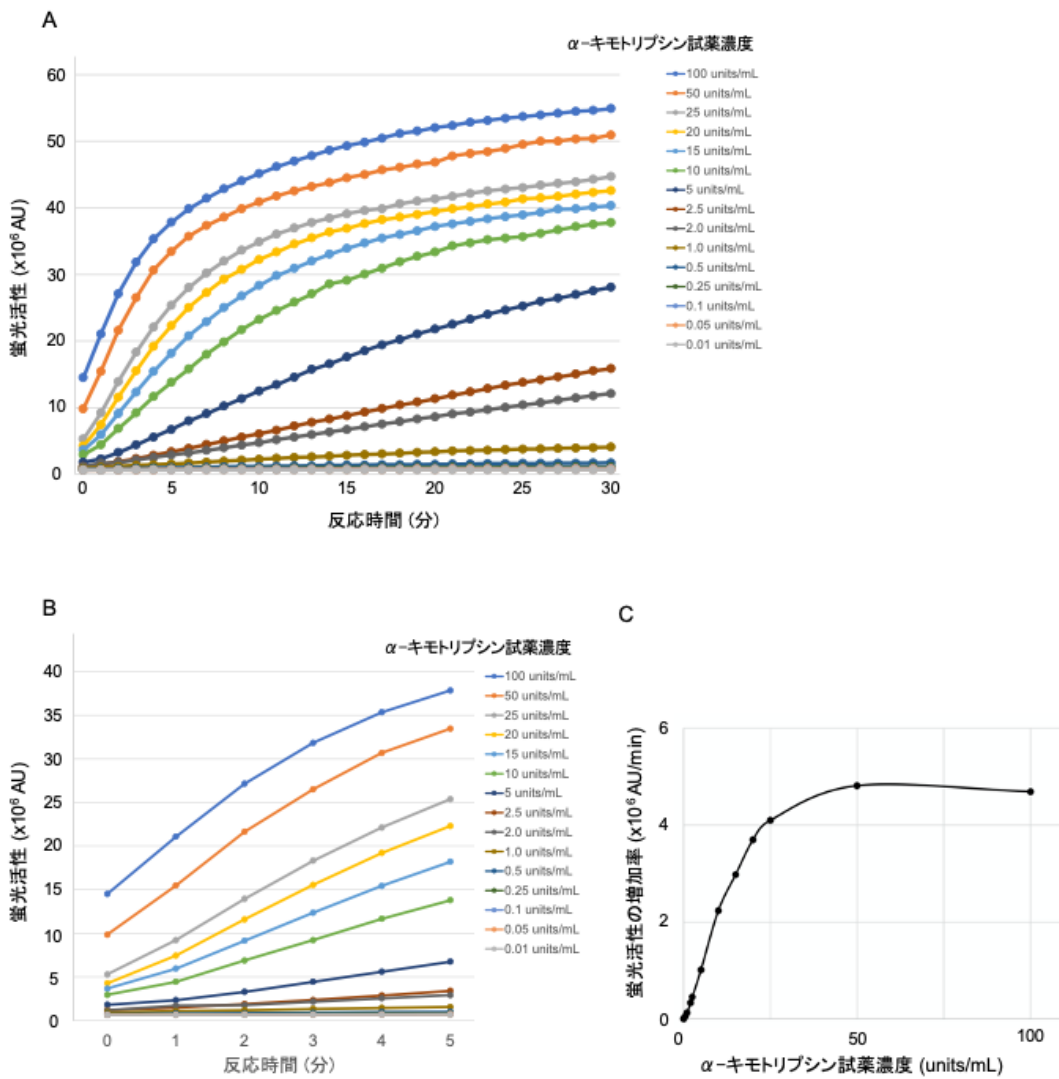 A
α-キモトリプシン試薬濃度
100 units/mL
50 units/mL
25 units/mL
20 units/mL
15 units/mL
10 units/mL
5 units/mL
2.5 units/mL
2.0 units/mL
1.0 units/mL
0.5 units/mL
0.25 units/mL
0.1 units/mL
0.05 units/mL
0.01 units/mL
蛍光活性 (x10⁶ AU)
60
50
40
30
20
10
0
0 5 10 15 20 25 30
反応時間 (分)
B
α-キモトリプシン試薬濃度
100 units/mL
50 units/mL
25 units/mL
20 units/mL
15 units/mL
10 units/mL
5 units/mL
2.5 units/mL
2.0 units/mL
1.0 units/mL
0.5 units/mL
0.25 units/mL
0.1 units/mL
0.05 units/mL
0.01 units/mL
蛍光活性 (x10⁶ AU)
40
35
30
25
20
15
10
5
0
0 1 2 3 4 5
反応時間 (分)
C
蛍光活性の増加率 (x10⁶ AU/min)
6
4
2
0
0 50 100
α-キモトリプシン試薬濃度 (units/mL)